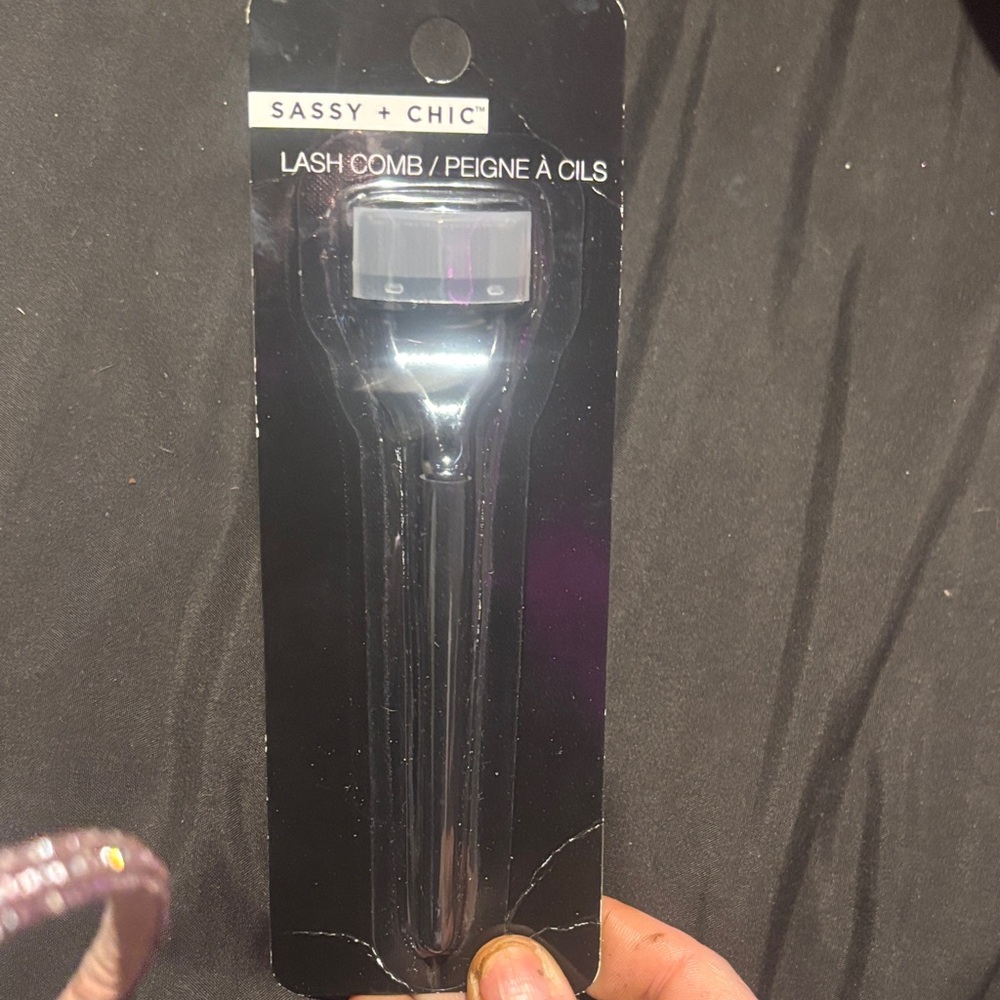 SASSY + CHIC™
LASH COMB / PEIGNE À CILS